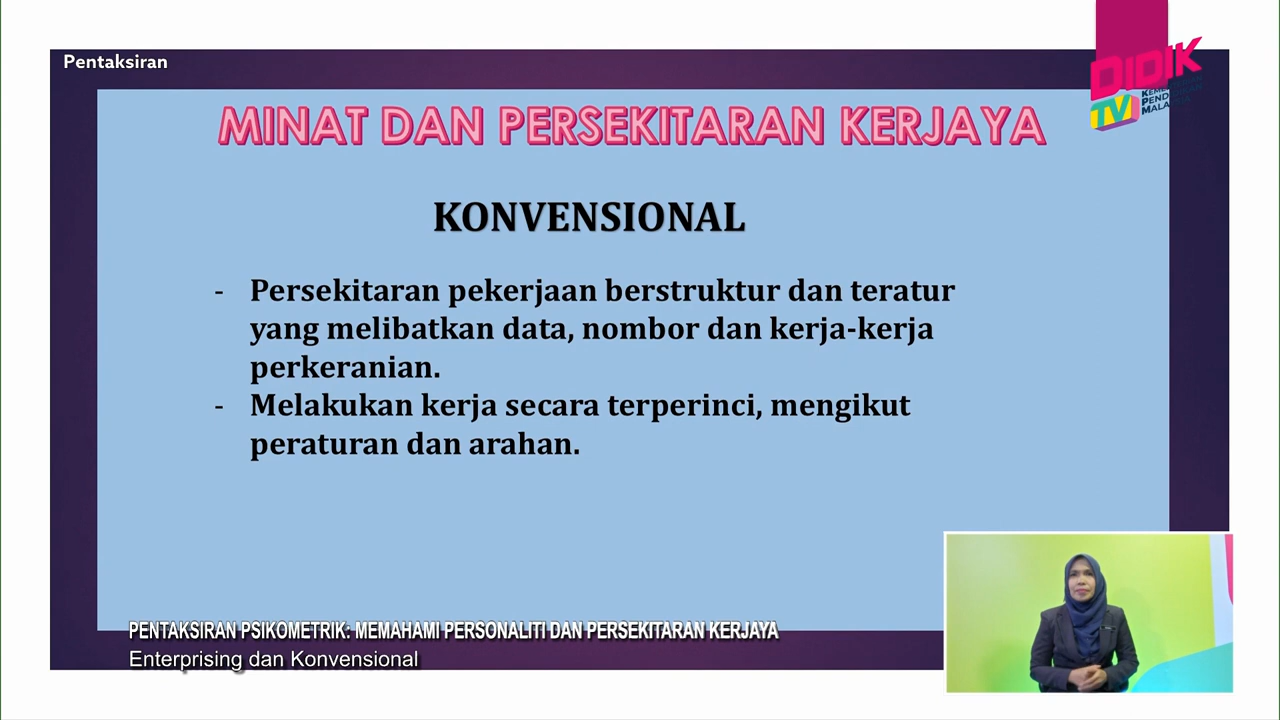 Pentaksiran
DIDIK
TV
KEMENTERIAN
PENDIDIKAN
MALAYSIA
MINAT DAN PERSEKITARAN KERJAYA
KONVENSIONAL
- Persekitaran pekerjaan berstruktur dan teratur
yang melibatkan data, nombor dan kerja-kerja
perkeranian.
- Melakukan kerja secara terperinci, mengikut
peraturan dan arahan.
PENTAKSIRAN PSIKOMETRIK: MEMAHAMI PERSONALITI DAN PERSEKITARAN KERJAYA
Enterprising dan Konvensional